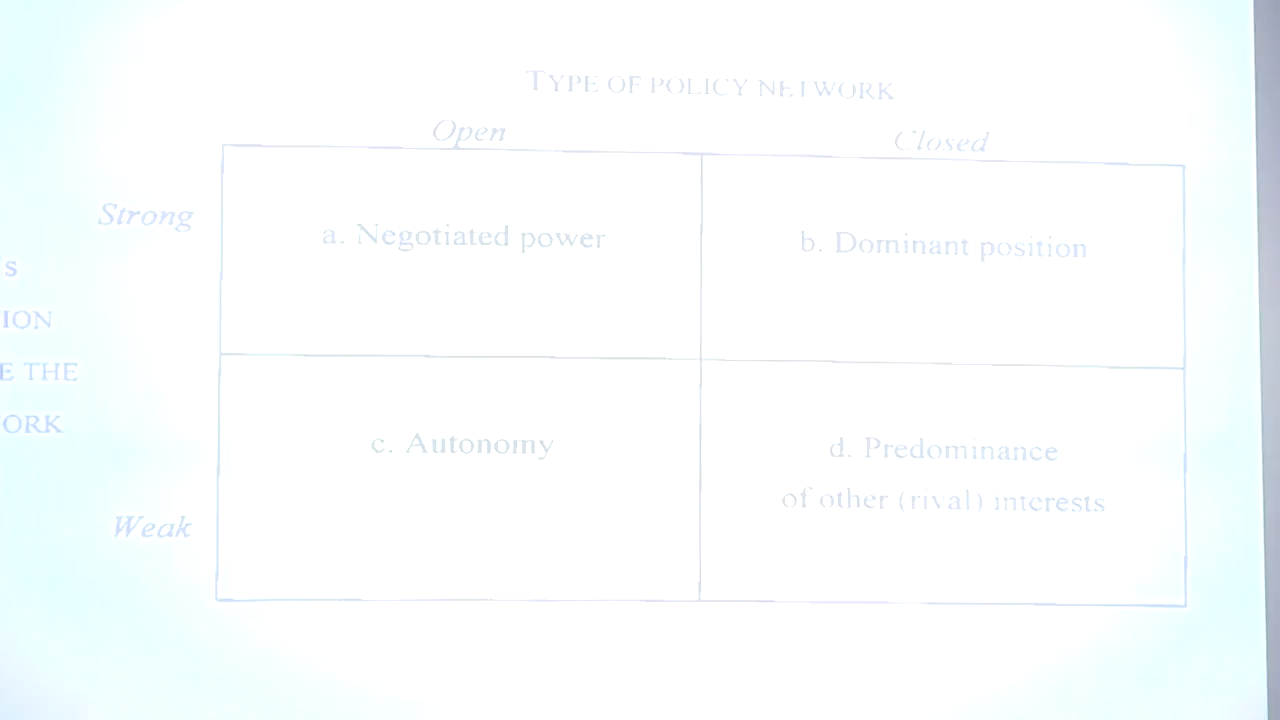 TYPE OF POLICY NETWORK
Open Closed
Strong
a. Negotiated power
b. Dominant position
's
ION
E THE
ORK
c. Autonomy
d. Predominance
of other (rival) interests
Weak